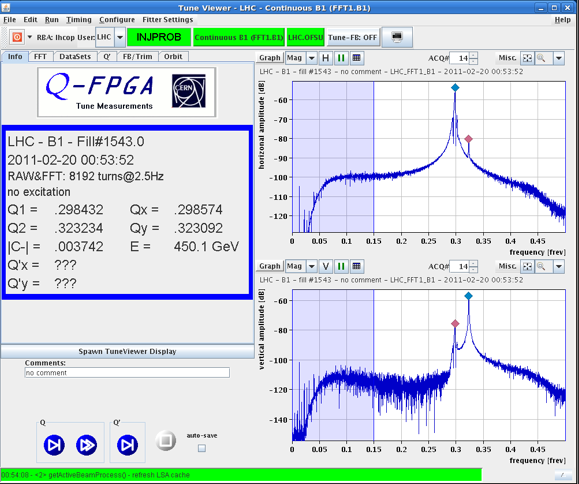 Tune Viewer - LHC - Continuous B1 (FFT1.B1)
File Edit Run Timing Configure Fitter Settings Help
RBA: lhcop User: LHC INJPROB Continuous B1 (FFT1.B1) LHC.OFSU Tune-FB: OFF
Info FFT DataSets Q' FB/Trim Orbit
Q-FPGA
Tune Measurements
CERN
LHC - B1 - Fill#1543.0
2011-02-20 00:53:52
RAW&FFT: 8192 turns@2.5Hz
no excitation
Q1 = .298432 Qx = .298574
Q2 = .323234 Qy = .323092
|C-| = .003742 E = 450.1 GeV
Q'x = ???
Q'y = ???
Spawn TuneViewer Display
Comments:
no comment
Q Q' auto-save
Graph Mag H ACQ# 14 Misc.
LHC - B1 - fill #1543 - no comment - LHC_FFT1_B1 - 2011-02-20 00:53:52
horizontal amplitude [dB]
-60
-70
-80
-90
-100
-110
-120
0 0.05 0.1 0.15 0.2 0.25 0.3 0.35 0.4 0.45
frequency [frev]
Graph Mag V ACQ# 14 Misc.
LHC - B1 - fill #1543 - no comment - LHC_FFT1_B1 - 2011-02-20 00:53:52
vertical amplitude [dB]
-60
-80
-100
-120
-140
0 0.05 0.1 0.15 0.2 0.25 0.3 0.35 0.4 0.45
frequency [frev]
00:54:08 - <2> getActiveBeamProcess() - refresh LSA cache